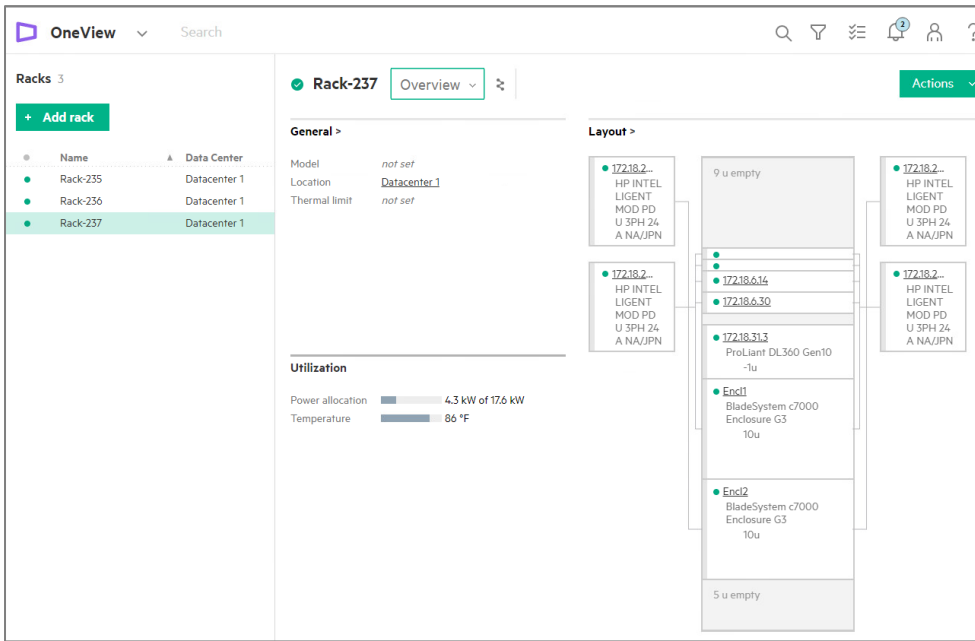 OneView
Search
2
?
Racks 3
+ Add rack
Name
Data Center
Rack-235
Datacenter 1
Rack-236
Datacenter 1
Rack-237
Datacenter 1
Rack-237
Overview
Actions
General >
Model
not set
Location
Datacenter 1
Thermal limit
not set
Utilization
Power allocation
4.3 kW of 17.6 kW
Temperature
86 °F
Layout >
172.18.2...
HP INTEL
LIGENT
MOD PD
U 3PH 24
A NA/JPN
172.18.2...
HP INTEL
LIGENT
MOD PD
U 3PH 24
A NA/JPN
9 u empty
172.18.6.14
172.18.6.30
172.18.31.3
ProLiant DL360 Gen10
-1u
Encl1
BladeSystem c7000
Enclosure G3
10u
Encl2
BladeSystem c7000
Enclosure G3
10u
5 u empty
172.18.2...
HP INTEL
LIGENT
MOD PD
U 3PH 24
A NA/JPN
172.18.2...
HP INTEL
LIGENT
MOD PD
U 3PH 24
A NA/JPN